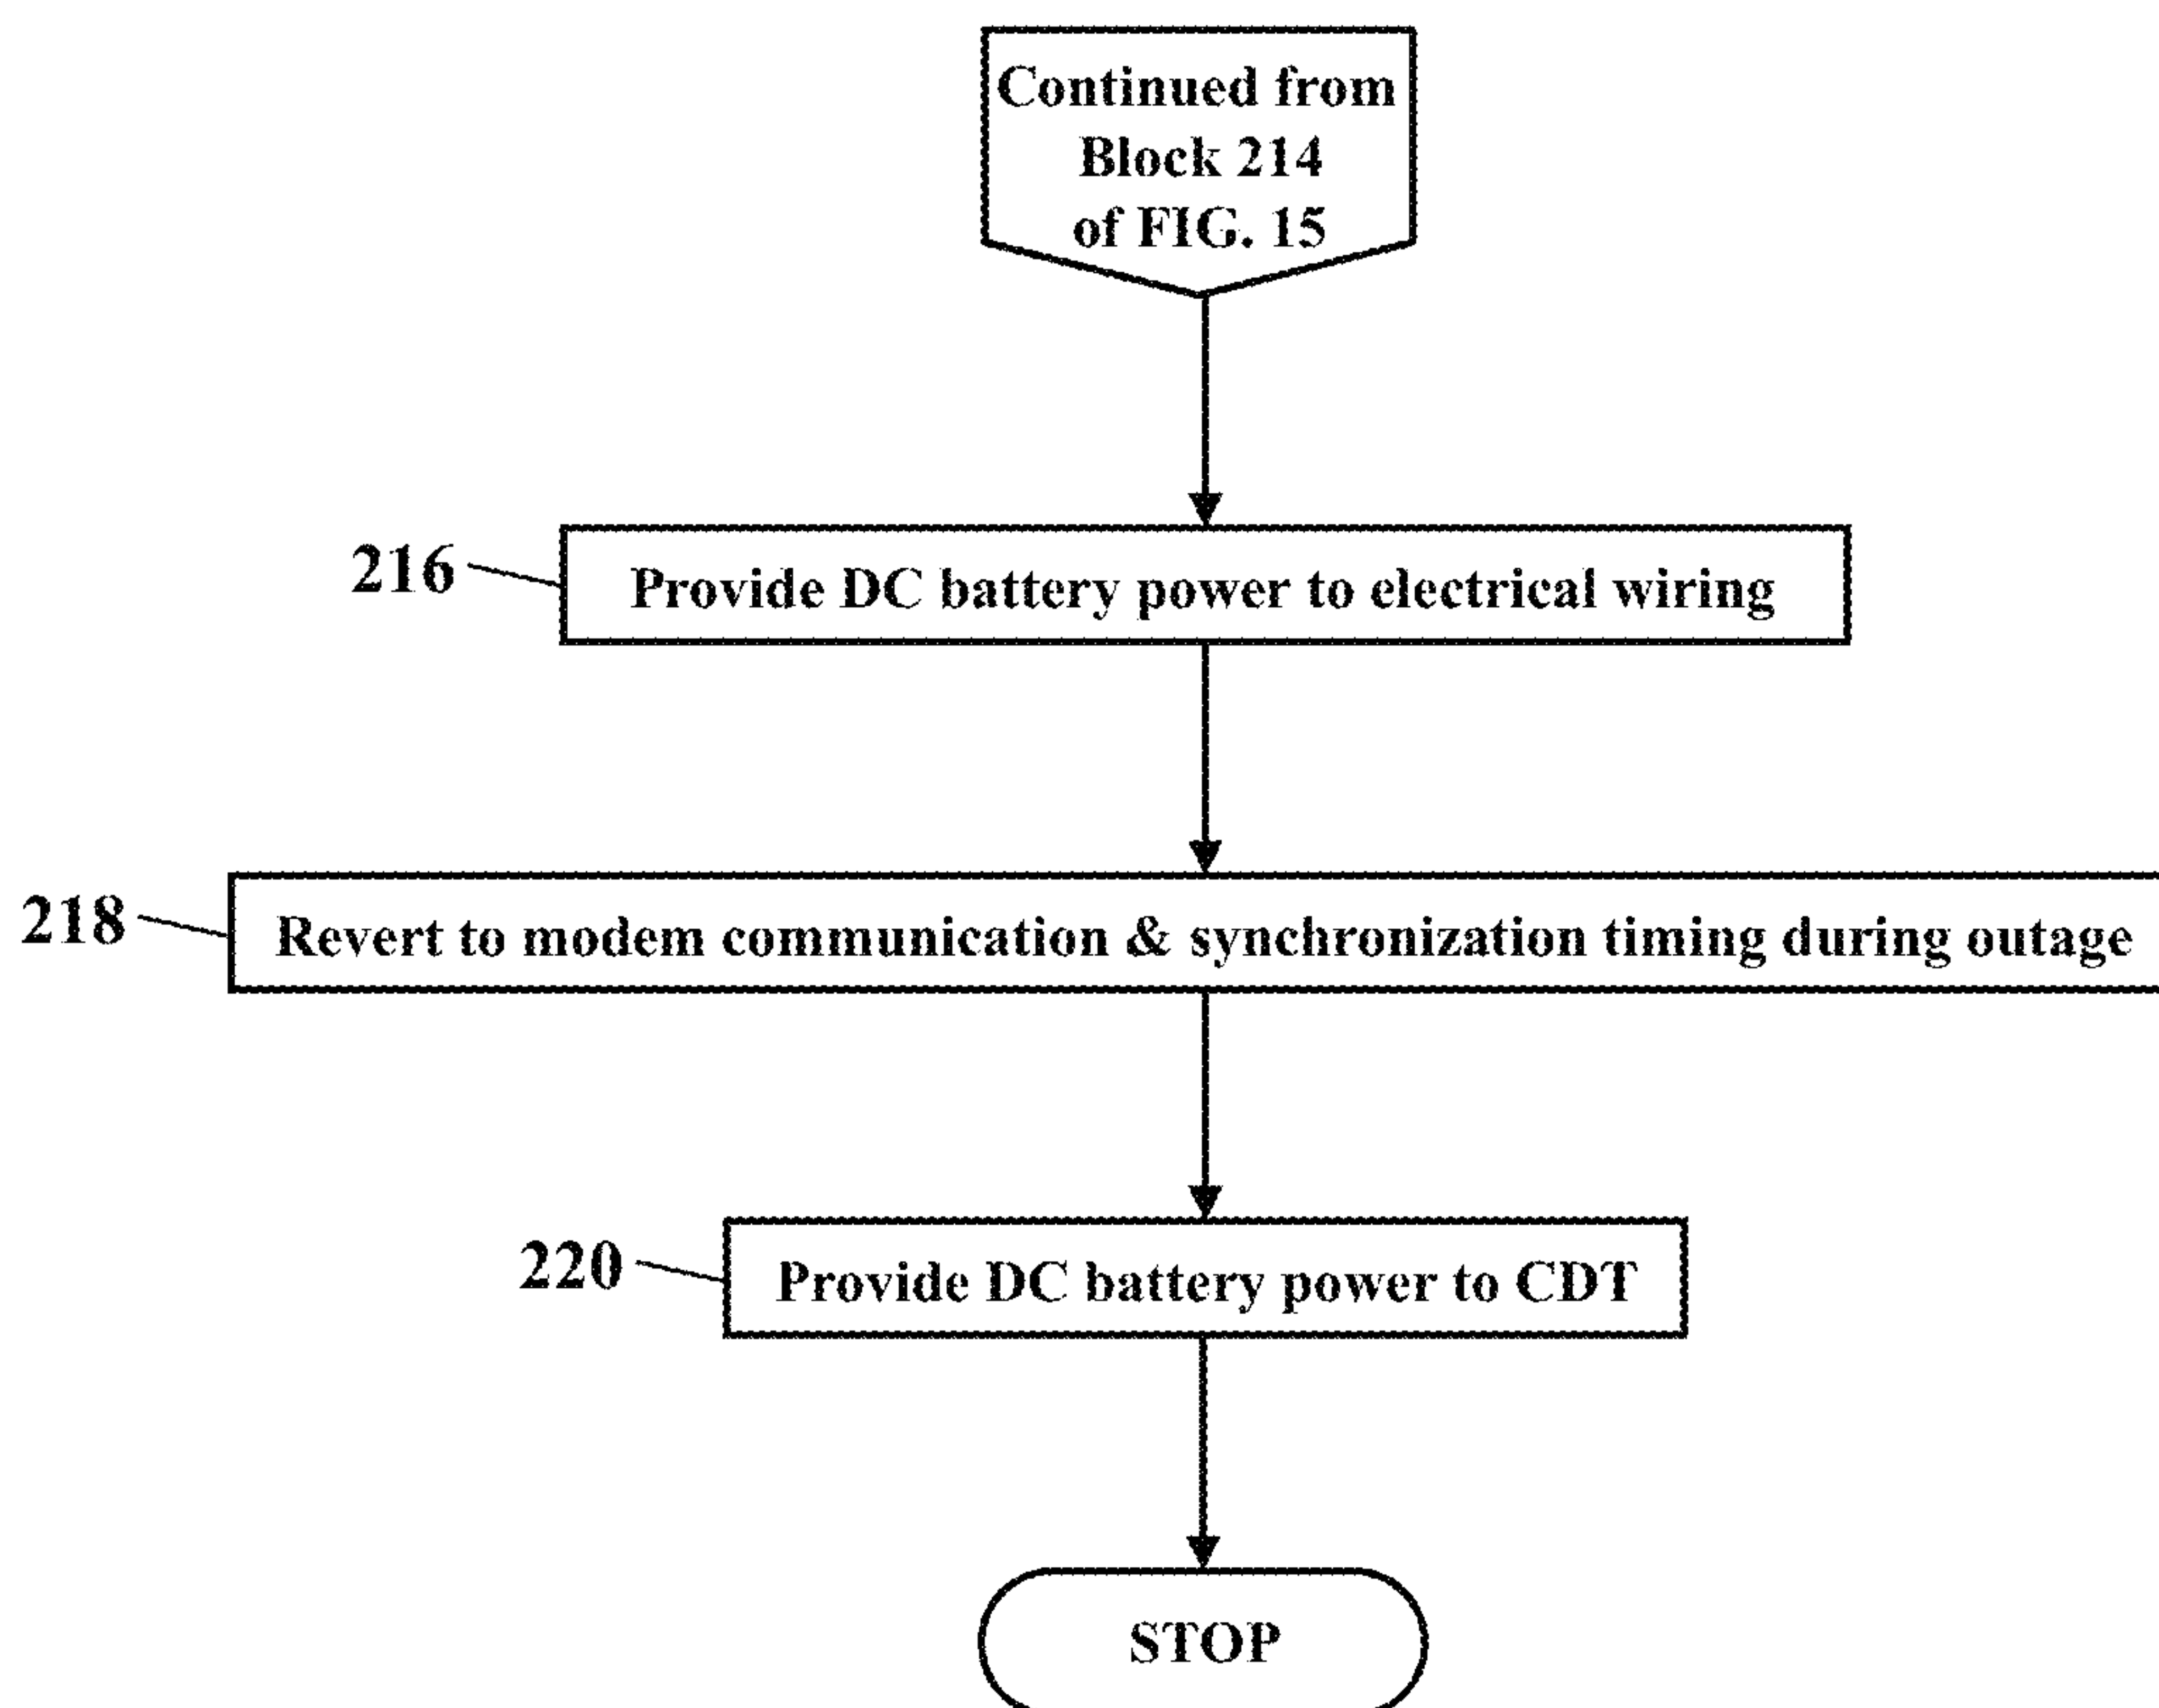 Continued from
Block 214
of FIG. 15
216
Provide DC battery power to electrical wiring
218
Revert to modem communication & synchronization timing during outage
220
Provide DC battery power to CDT
STOP